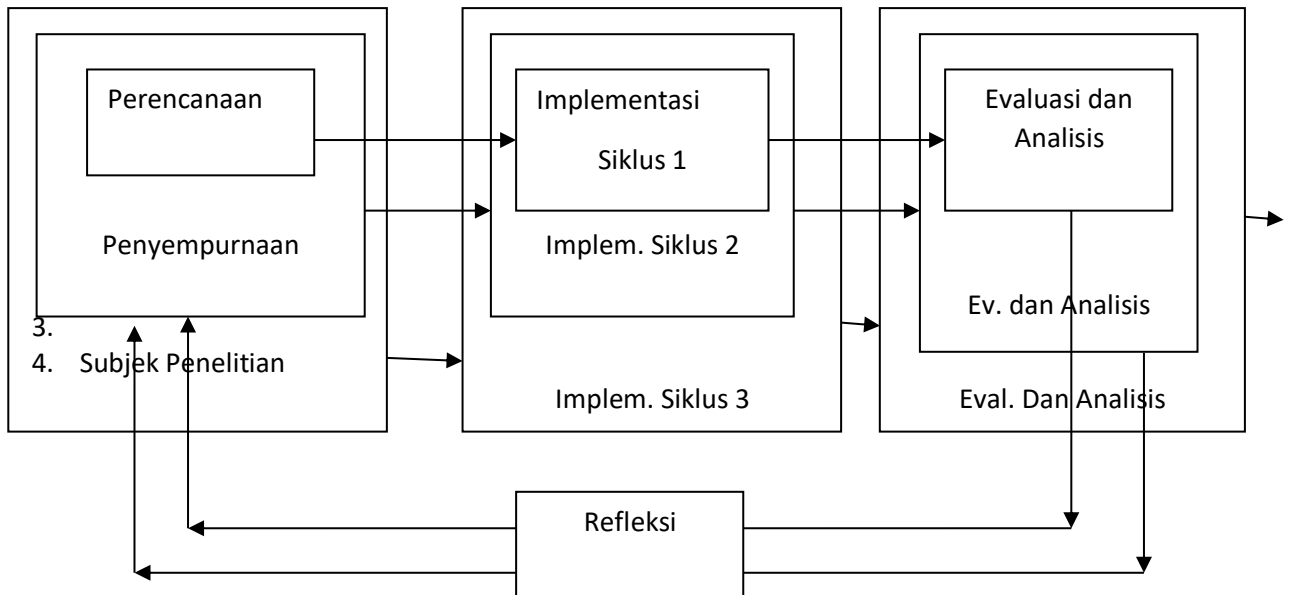 Perencanaan
Penyempurnaan
3.
4. Subjek Penelitian
Implementasi
Siklus 1
Implem. Siklus 2
Implem. Siklus 3
Evaluasi dan
Analisis
Ev. dan Analisis
Eval. Dan Analisis
Refleksi